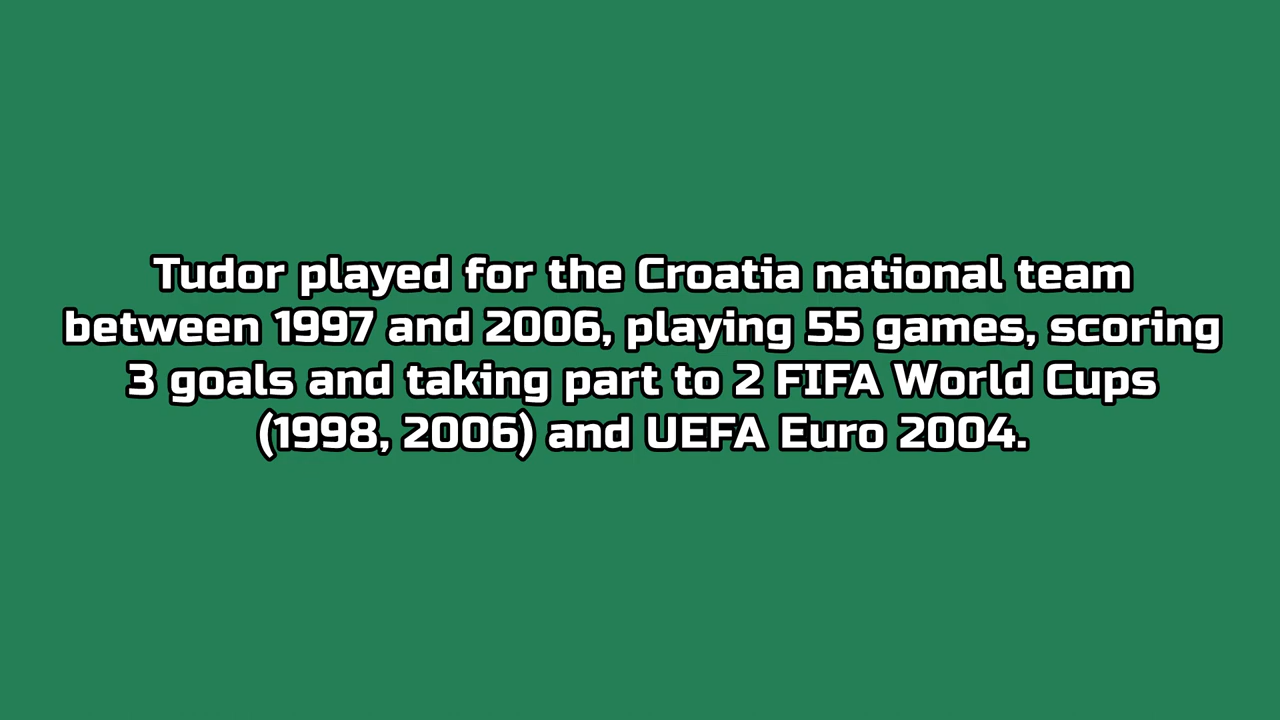 Tudor played for the Croatia national team
between 1997 and 2006, playing 55 games, scoring
3 goals and taking part to 2 FIFA World Cups
(1998, 2006) and UEFA Euro 2004.